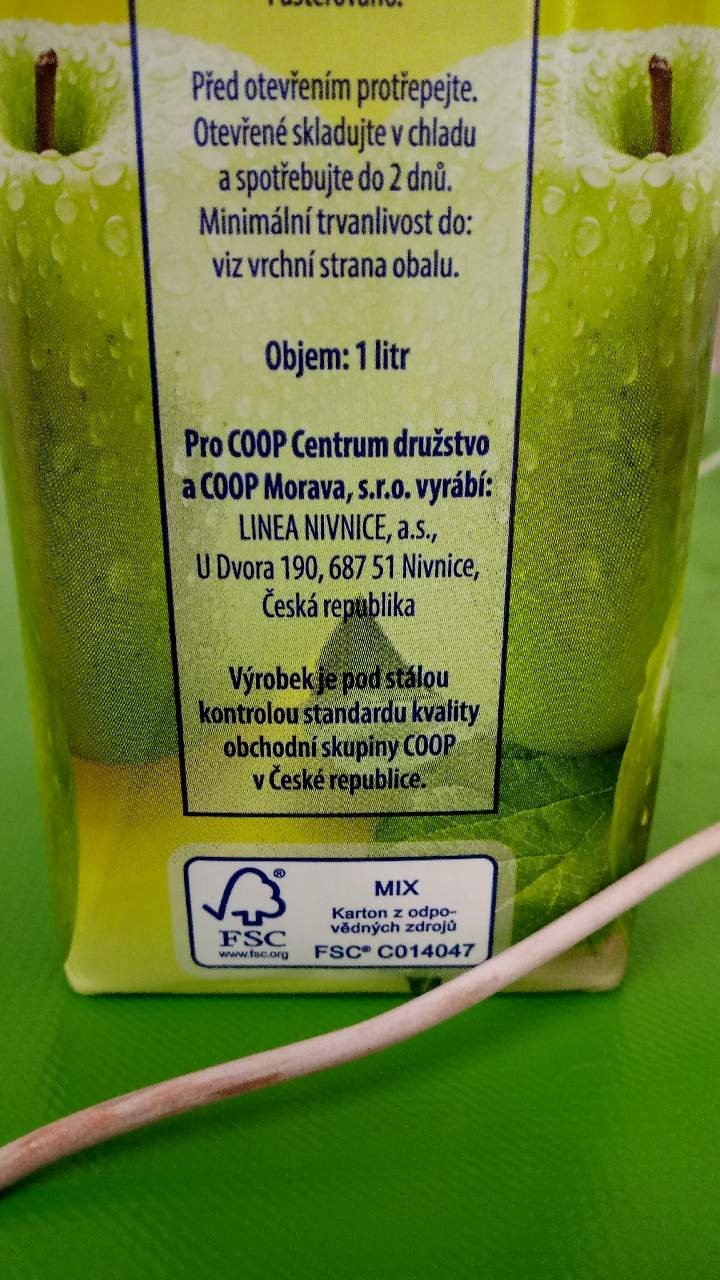 Pasterováno.
Před otevřením protřepejte.
Otevřené skladujte v chladu
a spotřebujte do 2 dnů.
Minimální trvanlivost do:
viz vrchní strana obalu.
Objem: 1 litr
Pro COOP Centrum družstvo
a COOP Morava, s.r.o. vyrábí:
LINEA NIVNICE, a.s.,
U Dvora 190, 687 51 Nivnice,
Česká republika
Výrobek je pod stálou
kontrolou standardu kvality
obchodní skupiny COOP
v České republice.
FSC®
www.fsc.org
MIX
Karton z odpo-
vědných zdrojů
FSC® C014047